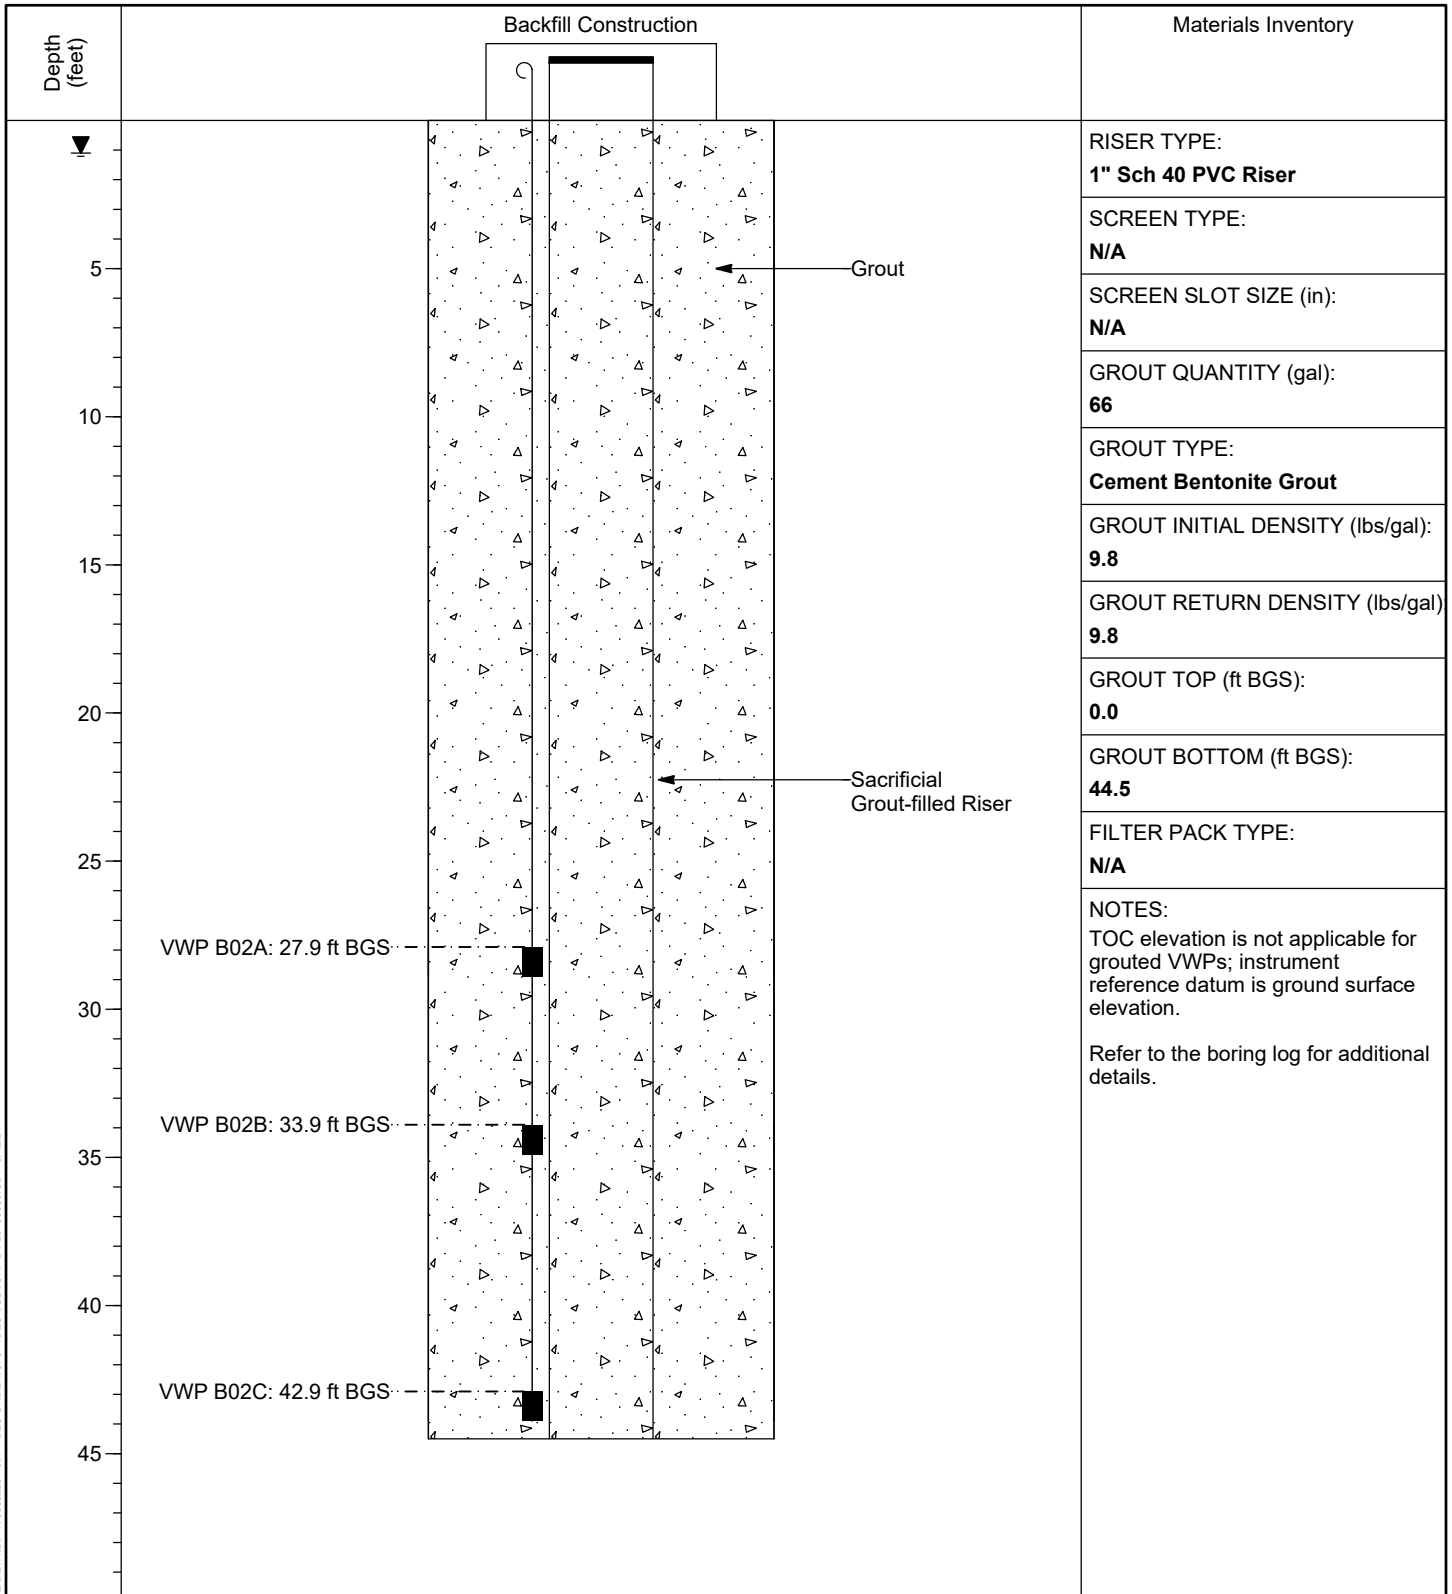 Depth
(feet)
Backfill Construction
Materials Inventory
5
10
15
20
25
30
35
40
45
Grout
Sacrificial
Grout-filled Riser
VWP B02A: 27.9 ft BGS
VWP B02B: 33.9 ft BGS
VWP B02C: 42.9 ft BGS
RISER TYPE:
1" Sch 40 PVC Riser
SCREEN TYPE:
N/A
SCREEN SLOT SIZE (in):
N/A
GROUT QUANTITY (gal):
66
GROUT TYPE:
Cement Bentonite Grout
GROUT INITIAL DENSITY (lbs/gal):
9.8
GROUT RETURN DENSITY (lbs/gal):
9.8
GROUT TOP (ft BGS):
0.0
GROUT BOTTOM (ft BGS):
44.5
FILTER PACK TYPE:
N/A
NOTES:
TOC elevation is not applicable for
grouted VWPs; instrument
reference datum is ground surface
elevation.
Refer to the boring log for additional
details.